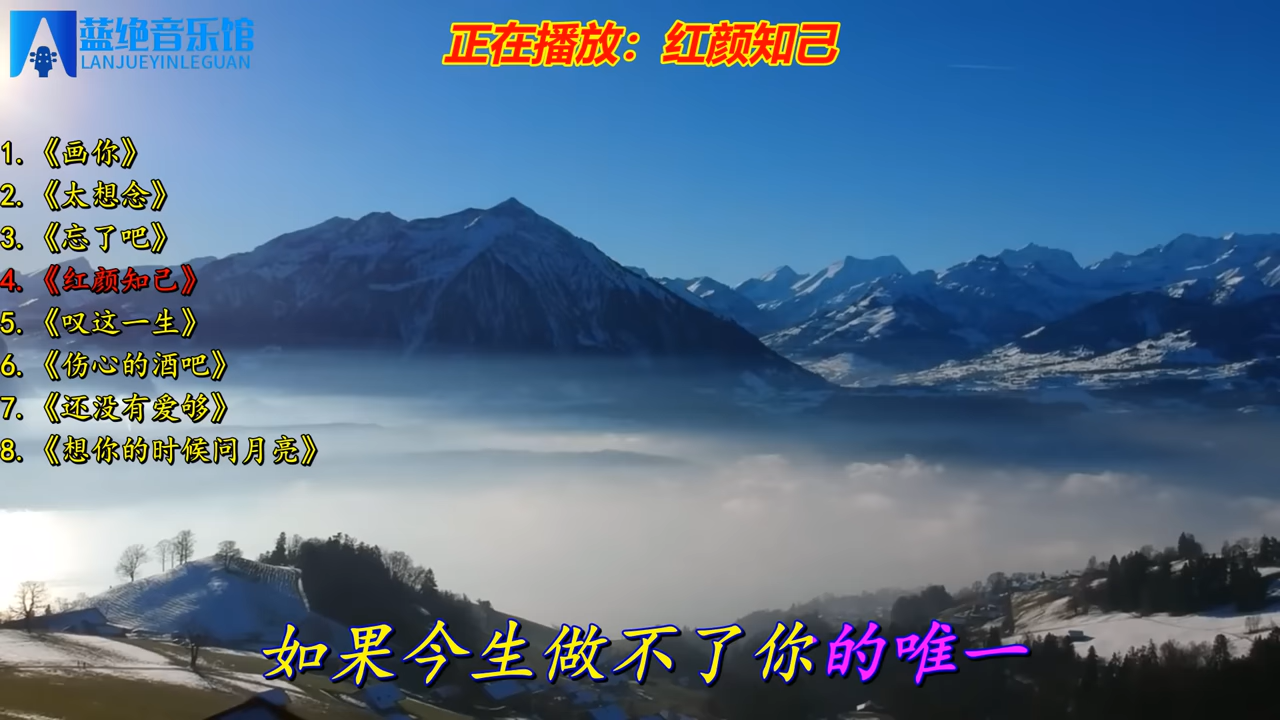 蓝绝音乐馆
LANJUEYINLEGUAN
正在播放：红颜知己
1.《画你》
2.《太想念》
3.《忘了吧》
4.《红颜知己》
5.《叹这一生》
6.《伤心的酒吧》
7.《还没有爱够》
8.《想你的时候问月亮》
如果今生做不了你的唯一